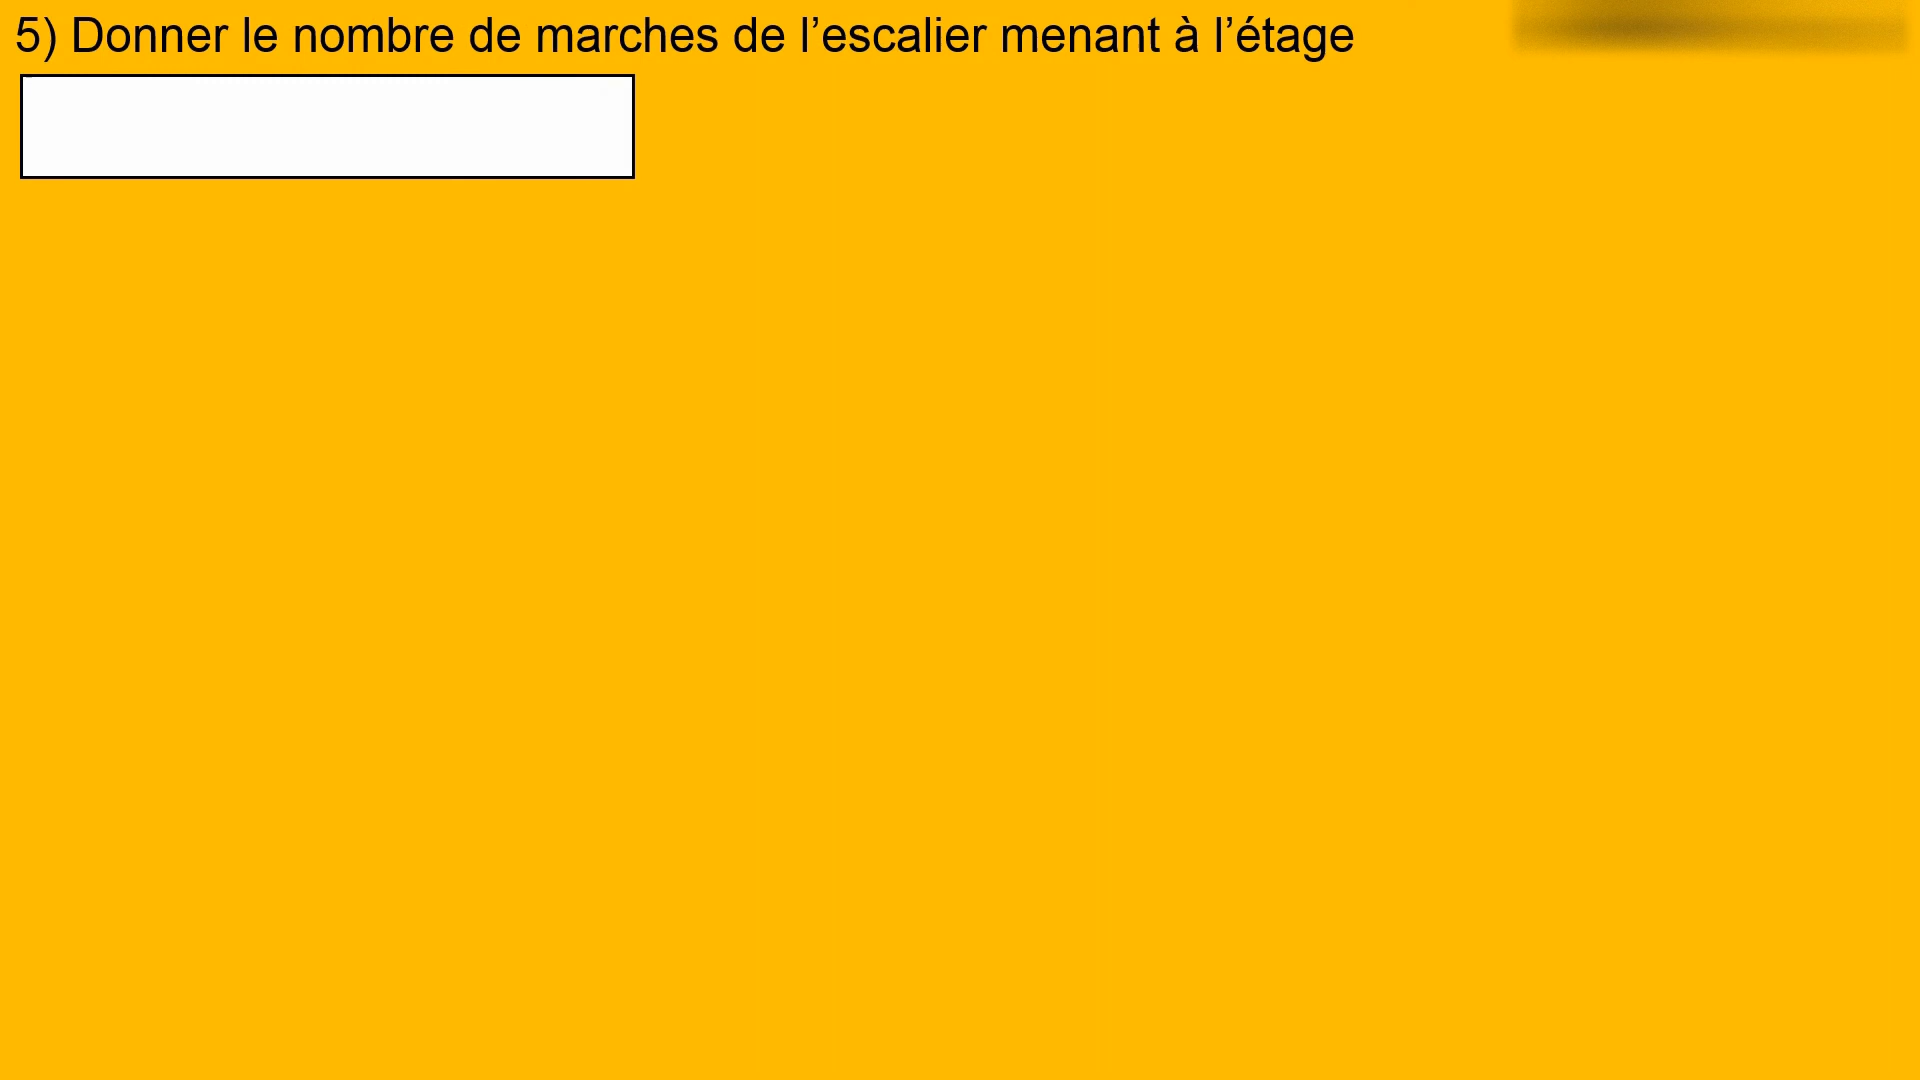 5) Donner le nombre de marches de l’escalier menant à l’étage